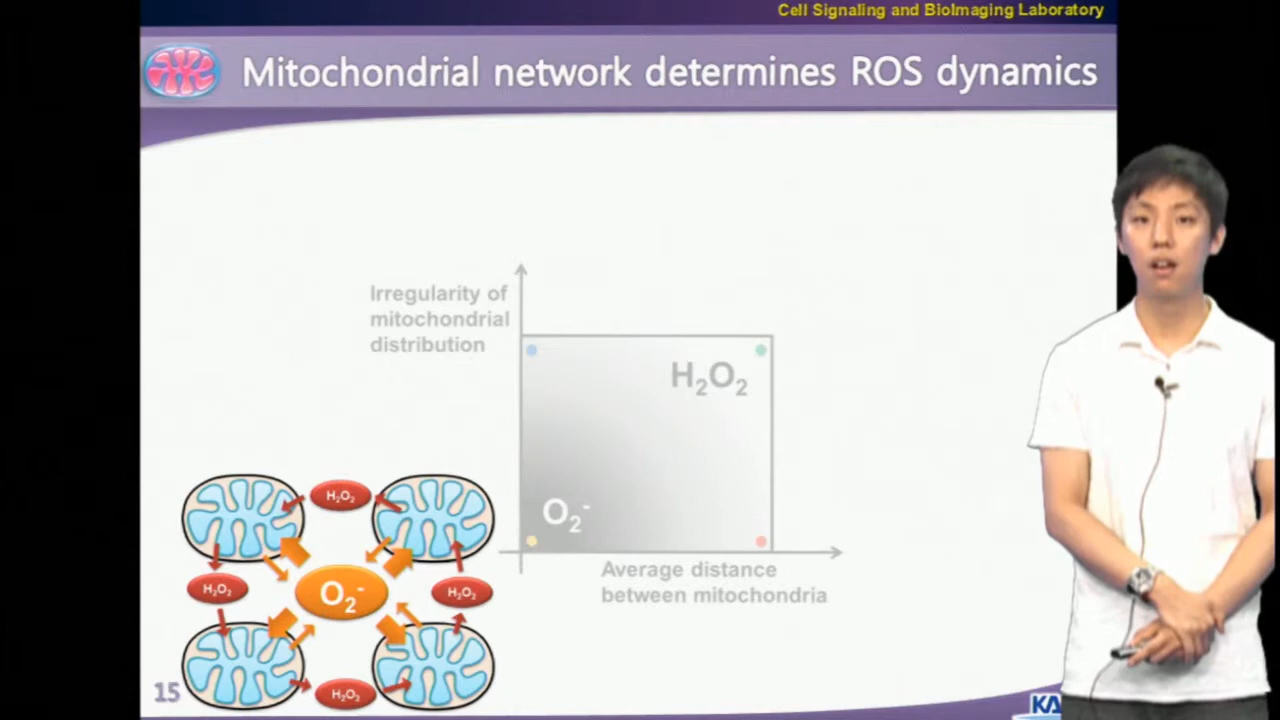 Cell Signaling and BioImaging Laboratory
Mitochondrial network determines ROS dynamics
Irregularity of
mitochondrial
distribution
H₂O₂
O₂⁻
Average distance
between mitochondria
H₂O₂
H₂O₂
O₂⁻
H₂O₂
H₂O₂
15
KA